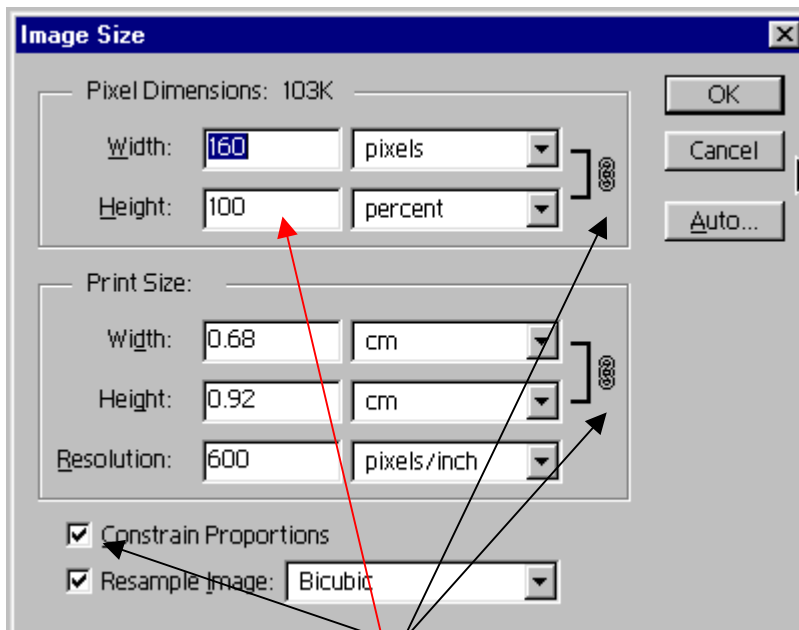 Image Size
Pixel Dimensions: 103K
OK
Width: 160 pixels
Cancel
Height: 100 percent
Auto...
Print Size:
Width: 0.68 cm
Height: 0.92 cm
Resolution: 600 pixels/inch
Constrain Proportions
Resample Image: Bicubic